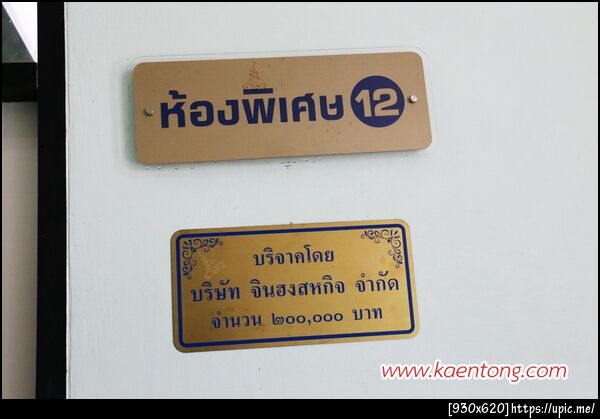 ห้องพิเศษ 12
บริจาคโดย
บริษัท จินฮงสหกิจ จำกัด
จำนวน ๒๐๐,๐๐๐ บาท
www.kaentong.com
[930x620]https://upic.me/